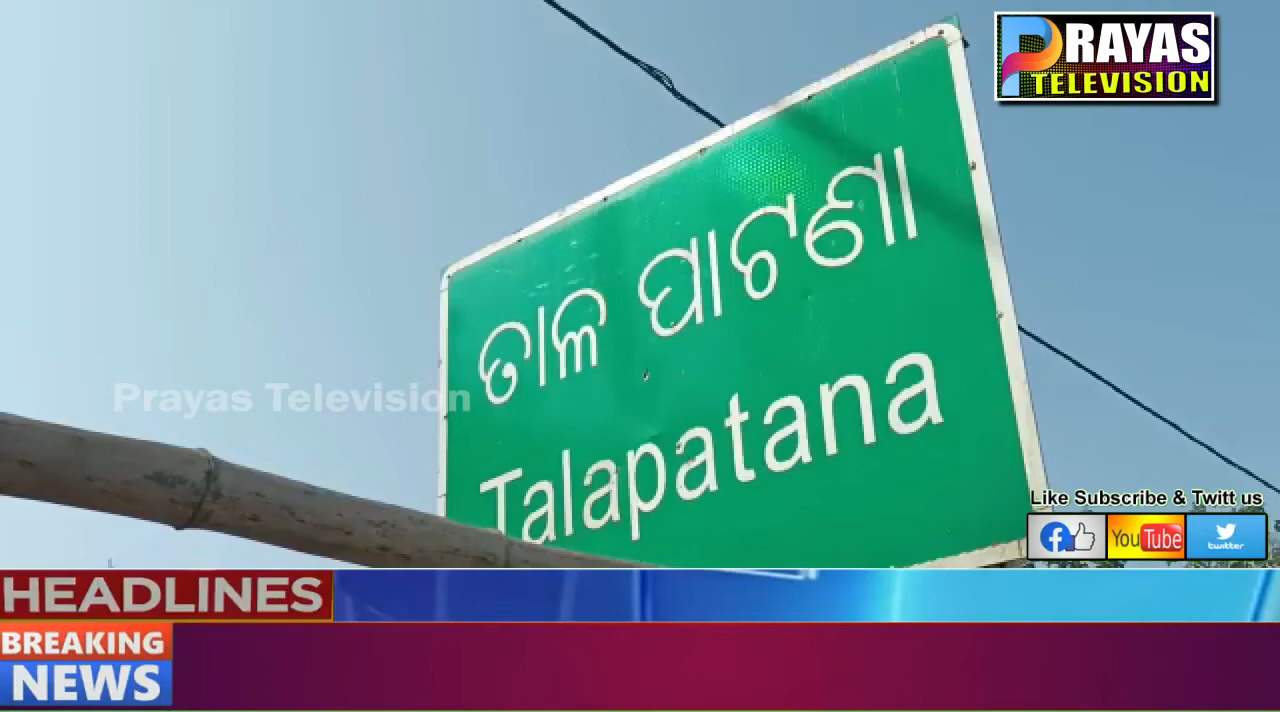 PRAYAS
TELEVISION
ତାଳ ପାଟଣା
Talapatana
Prayas Television
Like Subscribe & Twitt us
YouTube
twitter
HEADLINES
BREAKING
NEWS